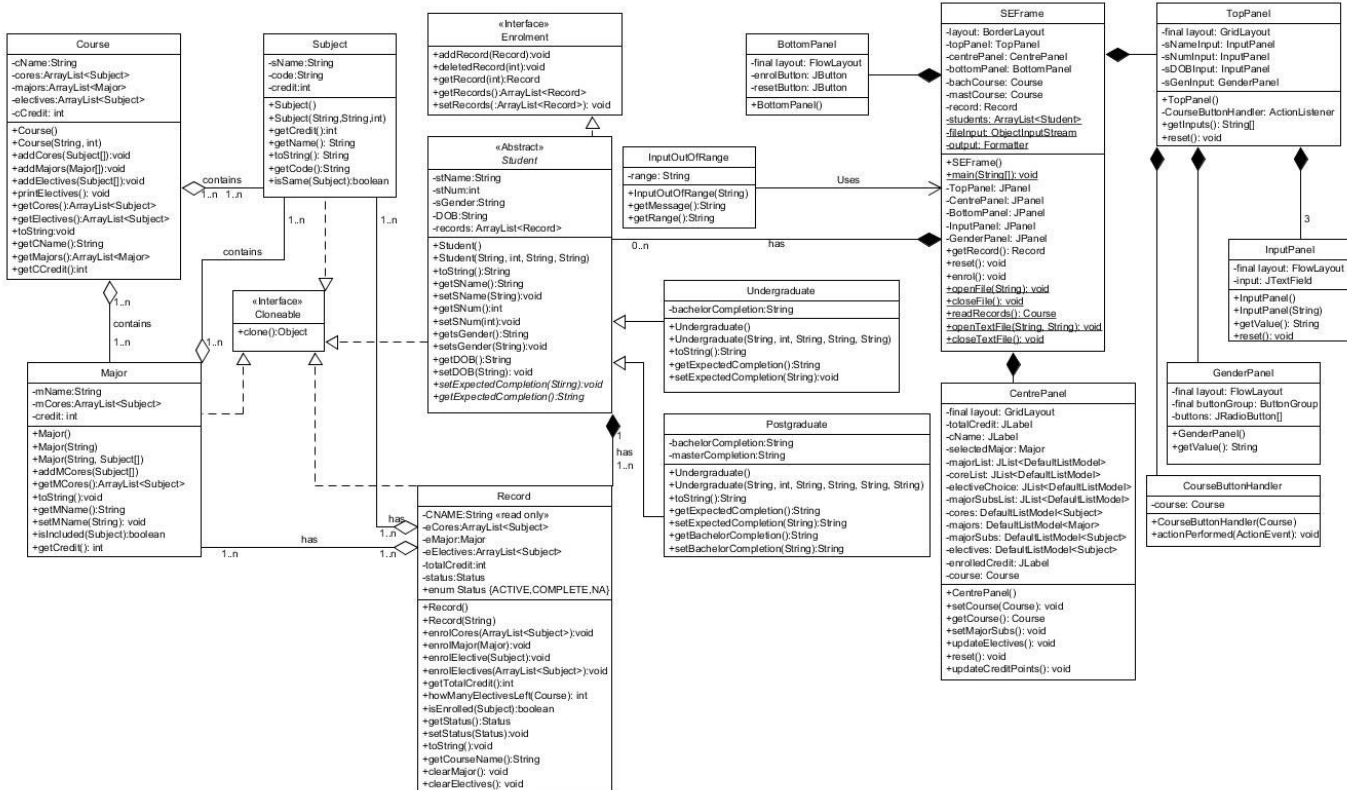 Course
-cName:String
-cores:ArrayList<Subject>
-majors:ArrayList<Major>
-electives:ArrayList<Subject>
-cCredit: int
+Course()
+Course(String, int)
+addCores(Subject[]):void
+addMajors(Major[]):void
+addElectives(Subject[]):void
+printElectives(): void
+getCores():ArrayList<Subject>
+getElectives():ArrayList<Subject>
+toString:void
+getCName():String
+getMajors():ArrayList<Major>
+getCCredit():int
contains
1..n 1..n
Subject
-sName:String
-code:String
-credit:int
+Subject()
+Subject(String,String,int)
+getCredit():int
+getName(): String
+toString(): String
+getCode():String
+isSame(Subject):boolean
1..n
1..n
contains
1..n
1..n
contains
1..n
«Interface»
Cloneable
+clone():Object
Major
-mName:String
-mCores:ArrayList<Subject>
-credit: int
+Major()
+Major(String)
+Major(String, Subject[])
+addMCores(Subject[])
+getMCores():ArrayList<Subject>
+toString():void
+getMName():String
+setMName(String): void
+isIncluded(Subject):boolean
+getCredit(): int
has
1..n
has
1..n
1..n
«Interface»
Enrolment
+addRecord(Record):void
+deletedRecord(int):void
+getRecord(int):Record
+getRecords():ArrayList<Record>
+setRecords(:ArrayList<Record>): void
«Abstract»
Student
-stName:String
-stNum:int
-sGender:String
-DOB:String
-records: ArrayList<Record>
+Student()
+Student(String, int, String, String)
+toString():String
+getSName():String
+setSName(String):void
+getSNum():int
+setSNum(int):void
+getsGender():String
+setsGender(String):void
+getDOB():String
+setDOB(String): void
+setExpectedCompletion(Stirng):void
+getExpectedCompletion():String
1
has
1..n
Record
-CNAME:String «read only»
-eCores:ArrayList<Subject>
-eMajor:Major
-eElectives:ArrayList<Subject>
-totalCredit:int
-status:Status
+enum Status {ACTIVE,COMPLETE,NA}
+Record()
+Record(String)
+enrolCores(ArrayList<Subject>):void
+enrolMajor(Major):void
+enrolElective(Subject):void
+enrolElectives(ArrayList<Subject>):void
+getTotalCredit():int
+howManyElectivesLeft(Course): int
+isEnrolled(Subject):boolean
+getStatus():Status
+setStatus(Status):void
+toString():void
+getCourseName():String
+clearMajor(): void
+clearElectives(): void
BottomPanel
-final layout: FlowLayout
-enrolButton: JButton
-resetButton: JButton
+BottomPanel()
InputOutOfRange
-range: String
+InputOutOfRange(String)
+getMessage():String
+getRange():String
Uses
0..n
has
Undergraduate
-bachelorCompletion:String
+Undergraduate()
+Undergraduate(String, int, String, String, String)
+toString():String
+getExpectedCompletion():String
+setExpectedCompletion(String):void
Postgraduate
-bachelorCompletion:String
-masterCompletion:String
+Undergraduate()
+Undergraduate(String, int, String, String, String, String)
+toString():String
+getExpectedCompletion():String
+setExpectedCompletion(String):String
+getBachelorCompletion():String
+setBachelorCompletion(String):String
SEFrame
-layout: BorderLayout
-topPanel: TopPanel
-centrePanel: CentrePanel
-bottomPanel: BottomPanel
-bachCourse: Course
-mastCourse: Course
-record: Record
-students: ArrayList<Student>
-fileInput: ObjectInputStream
-output: Formatter
+SEFrame()
+main(String[]): void
-TopPanel: JPanel
-CentrePanel: JPanel
-BottomPanel: JPanel
-InputPanel: JPanel
-GenderPanel: JPanel
+getRecord(): Record
+reset(): void
+enrol(): void
+openFile(String): void
+closeFile(): void
+readRecords(): Course
+openTextFile(String, String): void
+closeTextFile(): void
CentrePanel
-final layout: GridLayout
-totalCredit: JLabel
-cName: JLabel
-selectedMajor: Major
-majorList: JList<DefaultListModel>
-coreList: JList<DefaultListModel>
-electiveChoice: JList<DefaultListModel>
-majorSubsList: JList<DefaultListModel>
-cores: DefaultListModel<Subject>
-majors: DefaultListModel<Major>
-majorSubs: DefaultListModel<Subject>
-electives: DefaultListModel<Subject>
-enrolledCredit: JLabel
-course: Course
+CentrePanel()
+setCourse(Course): void
+getCourse(): Course
+setMajorSubs(): void
+updateElectives(): void
+reset(): void
+updateCreditPoints(): void
TopPanel
-final layout: GridLayout
-sNameInput: InputPanel
-sNumInput: InputPanel
-sDOBInput: InputPanel
-sGenInput: GenderPanel
+TopPanel()
-CourseButtonHandler: ActionListener
+getInputs(): String[]
+reset(): void
3
InputPanel
-final layout: FlowLayout
-input: JTextField
+InputPanel()
+InputPanel(String)
+getValue(): String
+reset(): void
GenderPanel
-final layout: FlowLayout
-final buttonGroup: ButtonGroup
-buttons: JRadioButton[]
+GenderPanel()
+getValue(): String
CourseButtonHandler
-course: Course
+CourseButtonHandler(Course)
+actionPerformed(ActionEvent): void